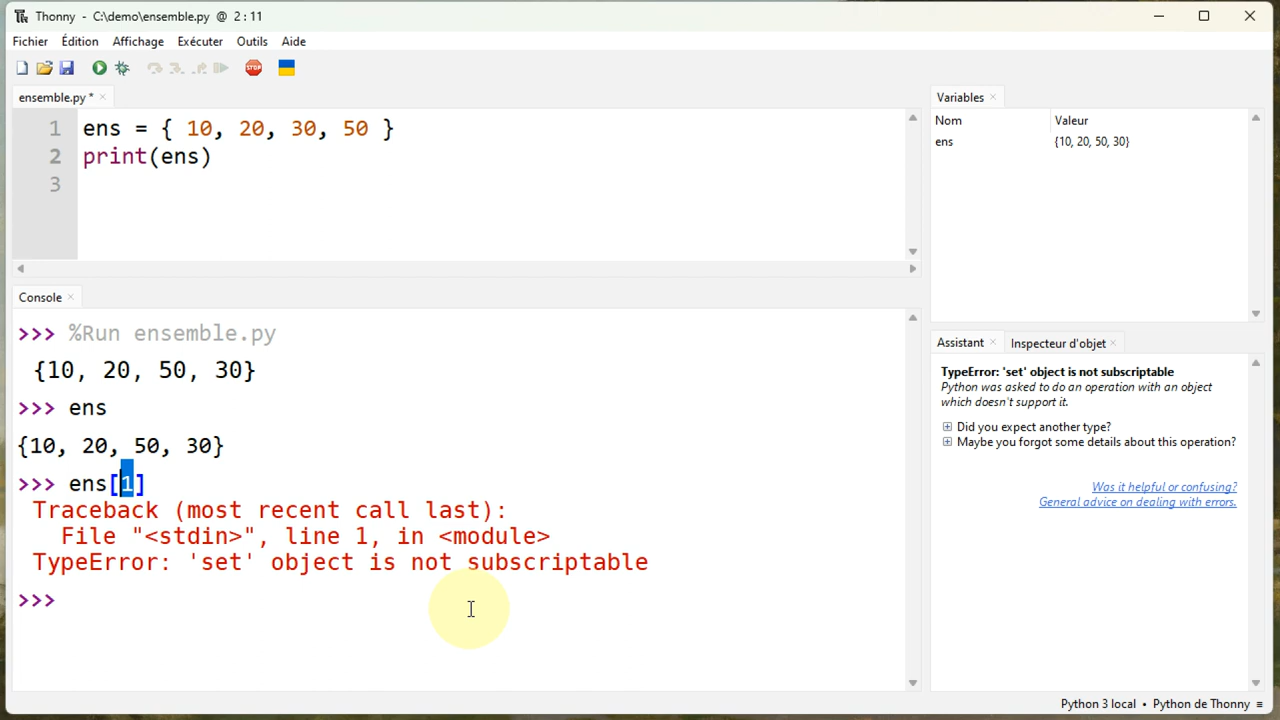 Thonny - C:\demo\ensemble.py @ 2:11
Fichier Édition Affichage Exécuter Outils Aide
STOP
ensemble.py * ×
1 ens = { 10, 20, 30, 50 }
2 print(ens)
3
Console ×
>>> %Run ensemble.py
{10, 20, 50, 30}
>>> ens
{10, 20, 50, 30}
>>> ens[1]
Traceback (most recent call last):
File "<stdin>", line 1, in <module>
TypeError: 'set' object is not subscriptable
>>>
Variables ×
Nom Valeur
ens {10, 20, 50, 30}
Assistant × Inspecteur d'objet ×
TypeError: 'set' object is not subscriptable
Python was asked to do an operation with an object
which doesn't support it.
Did you expect another type?
Maybe you forgot some details about this operation?
Was it helpful or confusing?
General advice on dealing with errors.
Python 3 local • Python de Thonny ≡